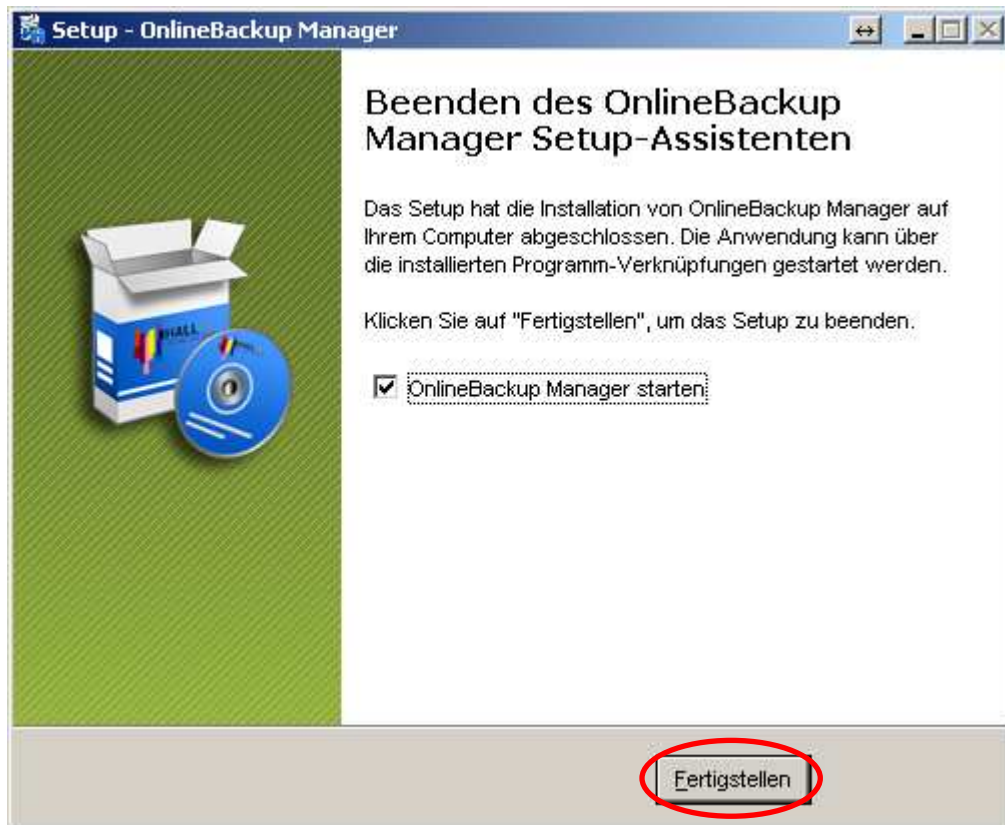 Setup - OnlineBackup Manager
Beenden des OnlineBackup
Manager Setup-Assistenten
Das Setup hat die Installation von OnlineBackup Manager auf
Ihrem Computer abgeschlossen. Die Anwendung kann über
die installierten Programm-Verknüpfungen gestartet werden.
Klicken Sie auf "Fertigstellen", um das Setup zu beenden.
HALL
OnlineBackup Manager starten
Fertigstellen